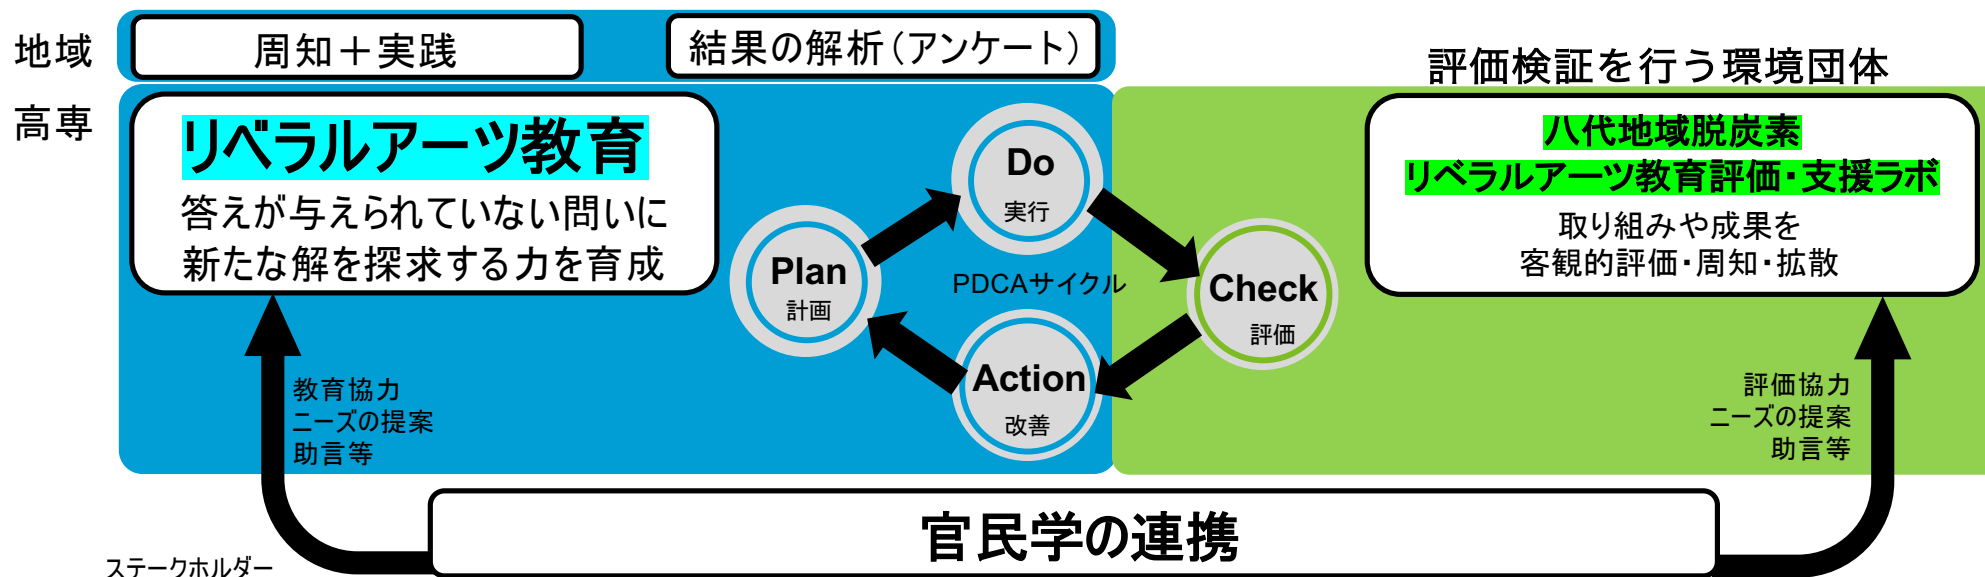 地域
周知＋実践
結果の解析（アンケート）
高専
リベラルアーツ教育
答えが与えられていない問いに
新たな解を探求する力を育成
評価検証を行う環境団体
八代地域脱炭素
リベラルアーツ教育評価・支援ラボ
取り組みや成果を
客観的評価・周知・拡散
Do
実行
Plan
計画
PDCAサイクル
Check
評価
Action
改善
教育協力
ニーズの提案
助言等
評価協力
ニーズの提案
助言等
官民学の連携
ステークホルダー